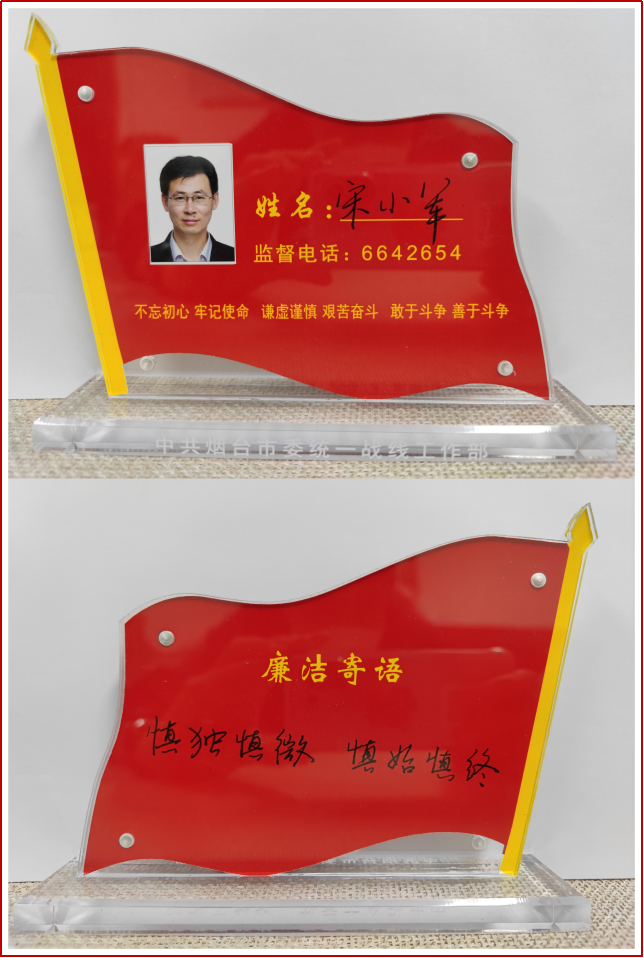 姓名：宋小军
监督电话：6642654
不忘初心 牢记使命 谦虚谨慎 艰苦奋斗 敢于斗争 善于斗争
中共烟台市委统一战线工作部
廉洁寄语
慎独慎微 慎始慎终